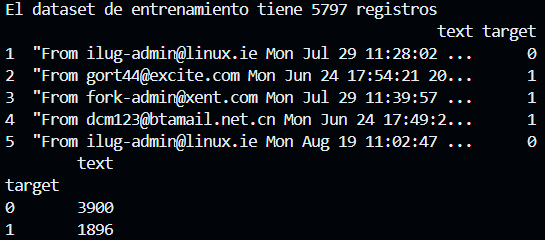 El dataset de entrenamiento tiene 5797 registros
text target
1 "From ilug-admin@linux.ie Mon Jul 29 11:28:02 ... 0
2 "From gort44@excite.com Mon Jun 24 17:54:21 20... 1
3 "From fork-admin@xent.com Mon Jul 29 11:39:57 ... 1
4 "From dcm123@btamail.net.cn Mon Jun 24 17:49:2... 1
5 "From ilug-admin@linux.ie Mon Aug 19 11:02:47 ... 0
text
target
0 3900
1 1896